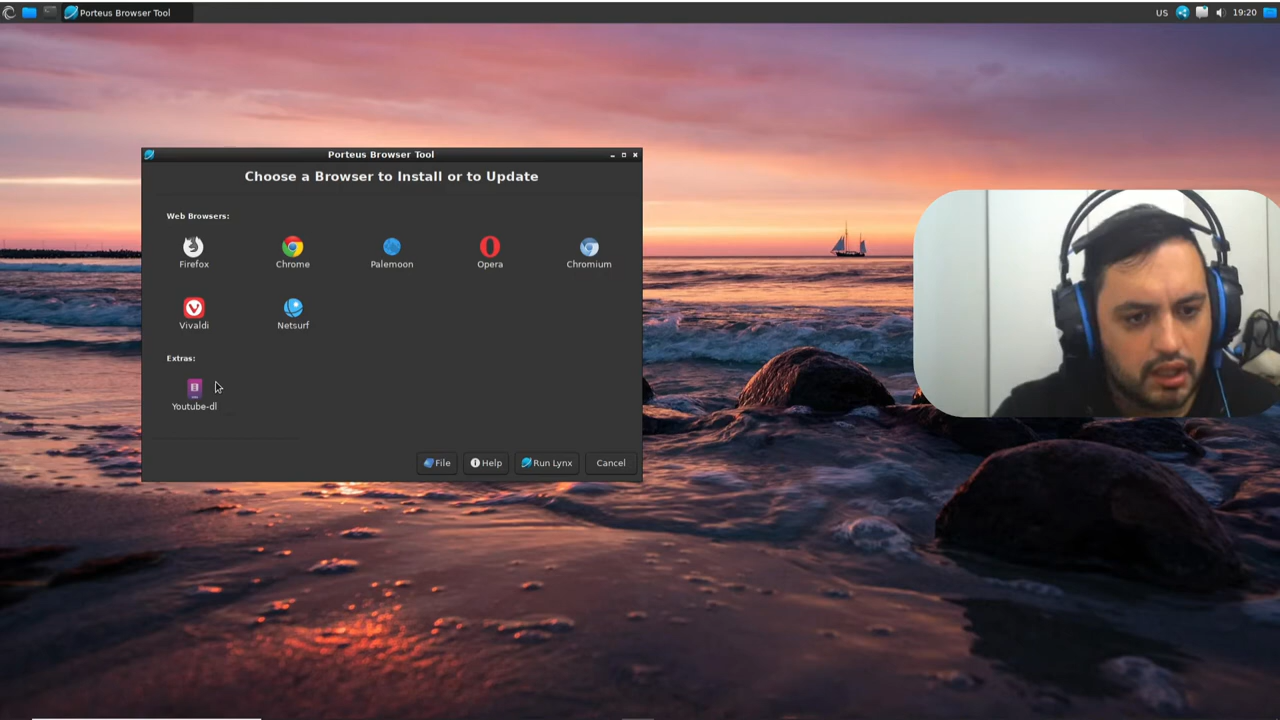 Porteus Browser Tool
US
19:20
Porteus Browser Tool
Choose a Browser to Install or to Update
Web Browsers:
Firefox
Chrome
Palemoon
Opera
Chromium
Vivaldi
Netsurf
Extras:
Youtube-dl
File
Help
Run Lynx
Cancel